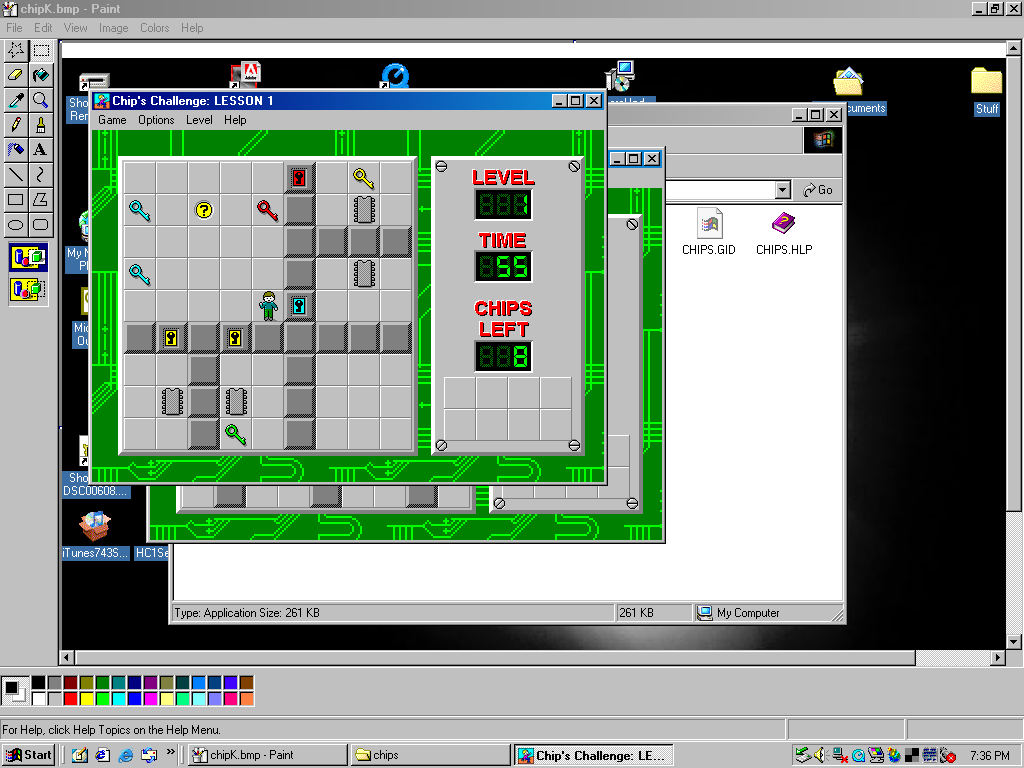 chipK.bmp - Paint
File Edit View Image Colors Help
Sho
Stuff
Chip's Challenge: LESSON 1
Game Options Level Help
LEVEL
1
TIME
55
CHIPS
LEFT
8
?
Go
CHIPS.GID
CHIPS.HLP
My N
Mic
Ou
Sho
DSC00608....
iTunes743S...
HC1Se
Type: Application Size: 261 KB
261 KB
My Computer
For Help, click Help Topics on the Help Menu.
Start
chipK.bmp - Paint
chips
Chip's Challenge: LE...
7:36 PM